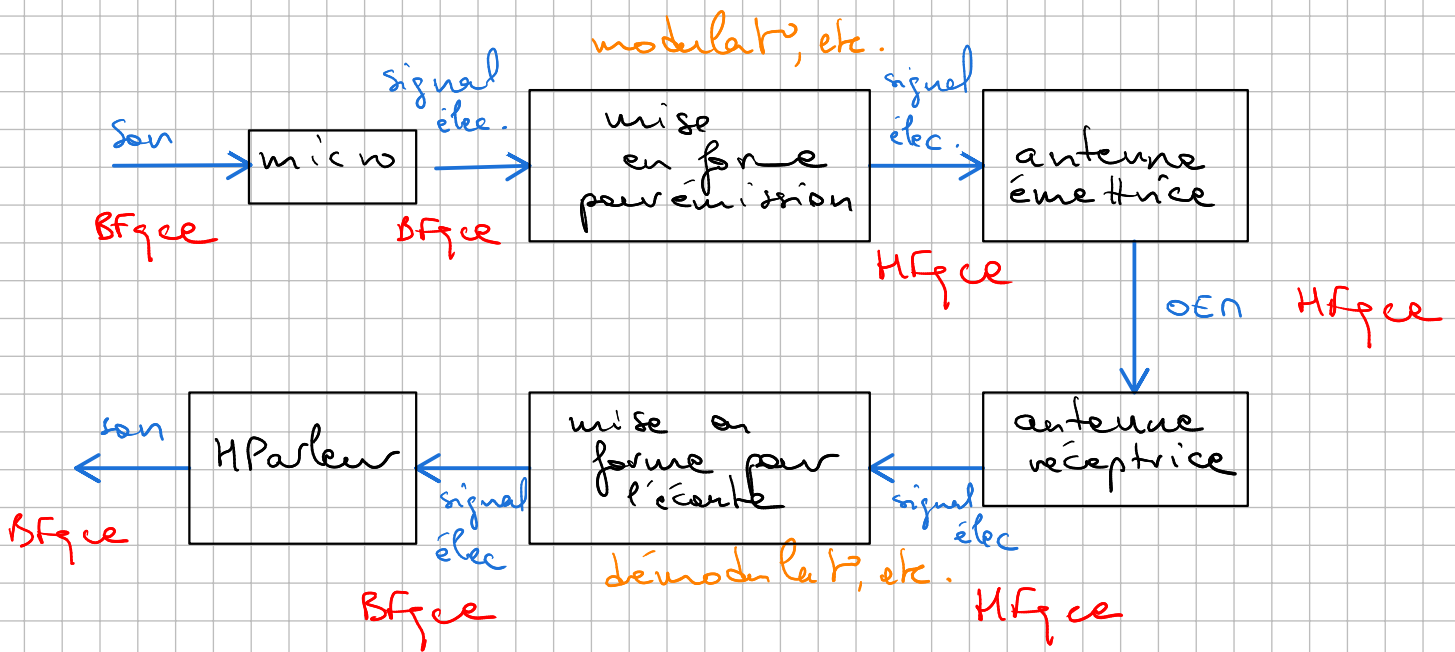 modulat°, etc.
son
BFqce
micro
signal
élec.
BFqce
mise
en forme
pour émission
signal
élec.
HFqce
antenne
émettrice
OEM
HFqce
antenne
réceptrice
signal
élec
HFqce
mise en
forme pour
l'écoute
démodulat°, etc.
signal
élec
BFqce
HParleur
son
BFqce